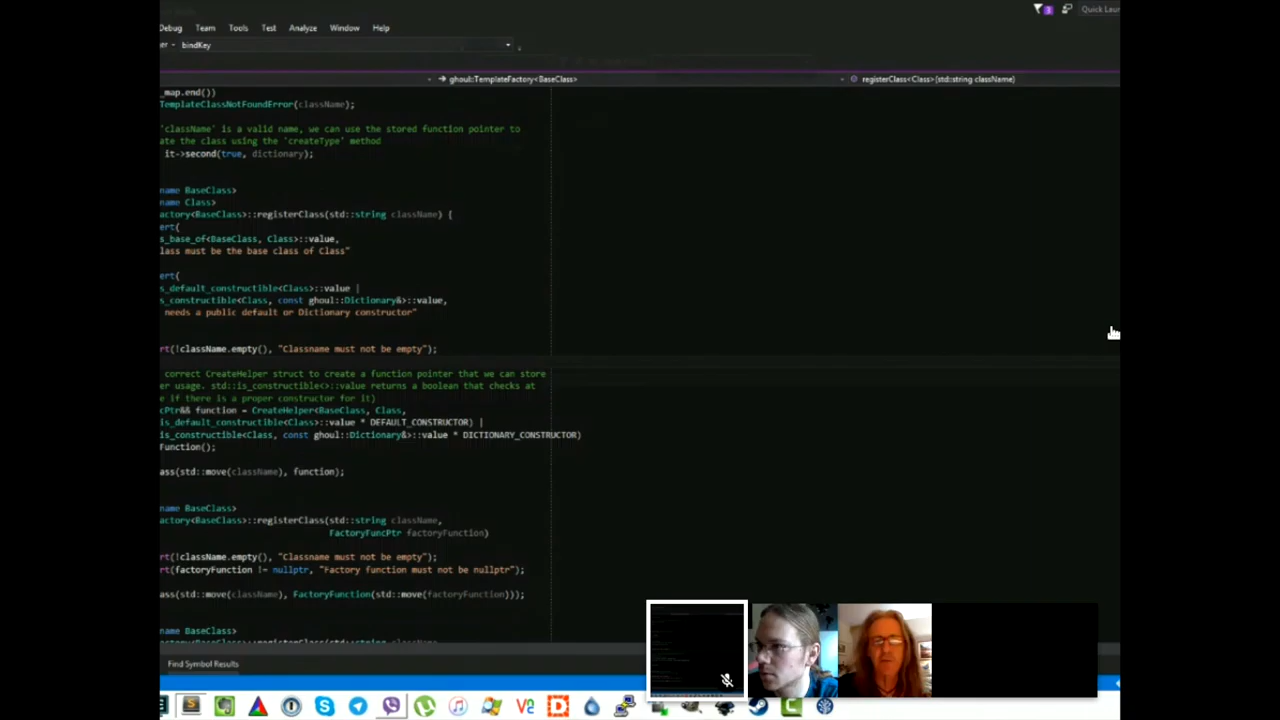 Quick Laun
Debug Team Tools Test Analyze Window Help
er bindKey
ghoul::TemplateFactory<BaseClass> registerClass<Class>(std::string className)
_map.end())
TemplateClassNotFoundError(className);
'className' is a valid name, we can use the stored function pointer to
ate the class using the 'createType' method
it->second(true, dictionary);
name BaseClass>
name Class>
actory<BaseClass>::registerClass(std::string className) {
ert(
s_base_of<BaseClass, Class>::value,
lass must be the base class of Class"
ert(
s_default_constructible<Class>::value |
s_constructible<Class, const ghoul::Dictionary&>::value,
needs a public default or Dictionary constructor"
rt(!className.empty(), "Classname must not be empty");
correct CreateHelper struct to create a function pointer that we can store
er usage. std::is_constructible<>::value returns a boolean that checks at
e if there is a proper constructor for it)
cPtr&& function = CreateHelper<BaseClass, Class,
is_default_constructible<Class>::value * DEFAULT_CONSTRUCTOR) |
is_constructible<Class, const ghoul::Dictionary&>::value * DICTIONARY_CONSTRUCTOR)
Function();
ass(std::move(className), function);
name BaseClass>
actory<BaseClass>::registerClass(std::string className,
FactoryFuncPtr factoryFunction)
rt(!className.empty(), "Classname must not be empty");
rt(factoryFunction != nullptr, "Factory function must not be nullptr");
ass(std::move(className), FactoryFunction(std::move(factoryFunction)));
name BaseClass>
actory<BaseClass>::registerClass(std::string className
Find Symbol Results